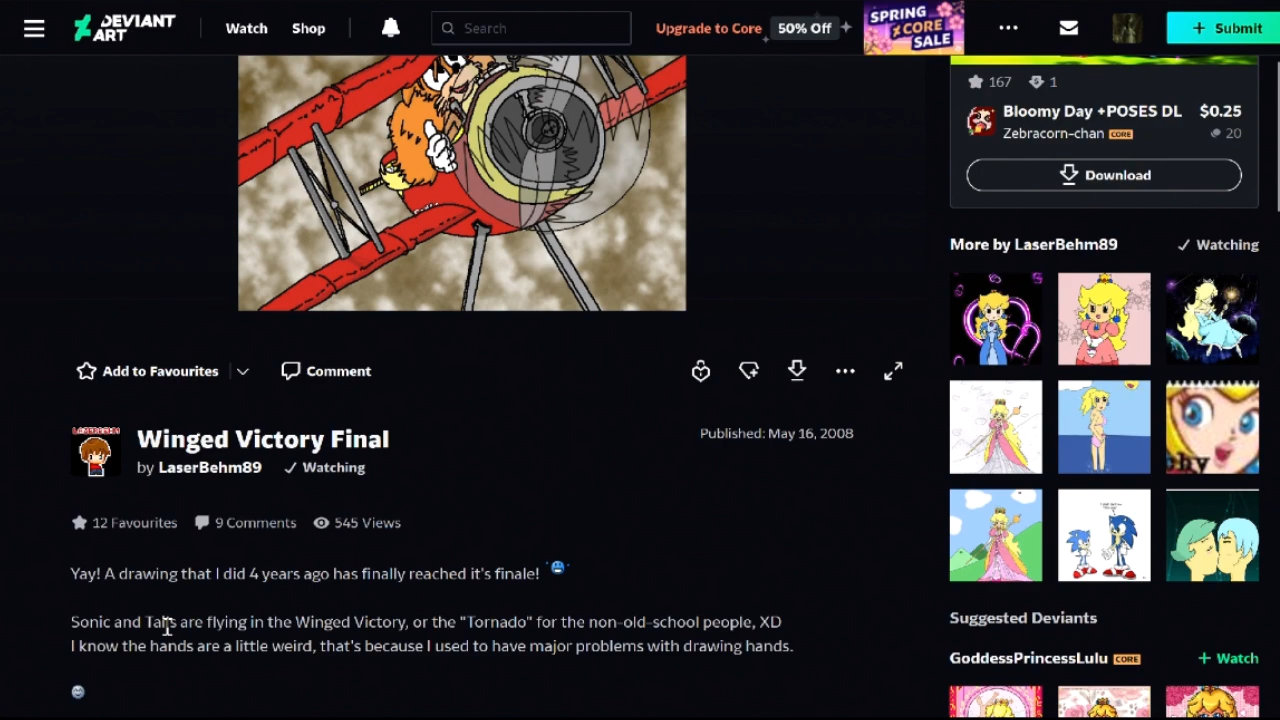 DEVIANT ART
Watch
Shop
Search
Upgrade to Core
50% Off
SPRING CORE SALE
Submit
167
1
Bloomy Day +POSES DL
$0.25
Zebracorn-chan
CORE
20
Download
More by LaserBehm89
Watching
Add to Favourites
Comment
LASERBEHM
Winged Victory Final
Published: May 16, 2008
by LaserBehm89
Watching
12 Favourites
9 Comments
545 Views
Yay! A drawing that I did 4 years ago has finally reached it's finale!
Sonic and Tails are flying in the Winged Victory, or the "Tornado" for the non-old-school people, XD
I know the hands are a little weird, that's because I used to have major problems with drawing hands.
Suggested Deviants
GoddessPrincessLulu
CORE
+ Watch